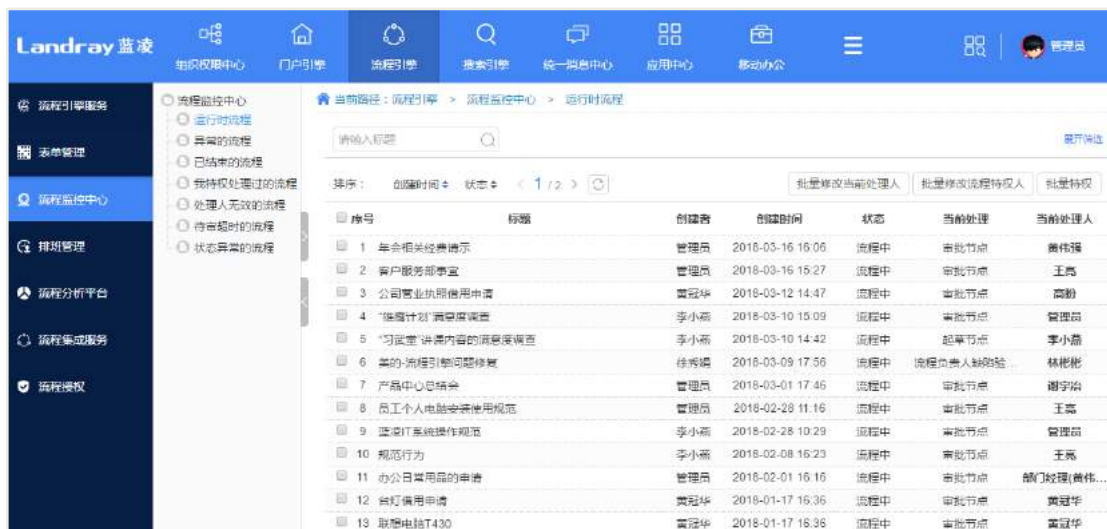 Landray蓝凌
组织权限中心 门户引擎 流程引擎 搜索引擎 统一消息中心 应用中心 移动办公 管理员
流程引擎服务
表单管理
流程监控中心
排班管理
流程分析平台
流程集成服务
流程授权
流程监控中心
运行时流程
异常的流程
已结束的流程
我特权处理过的流程
处理人无效的流程
待审超时的流程
状态异常的流程
当前路径：流程引擎 > 流程监控中心 > 运行时流程
请输入标题 展开筛选
排序： 创建时间 状态 1 / 2 批量修改当前处理人 批量修改流程特权人 批量特权
序号 标题 创建者 创建时间 状态 当前处理 当前处理人
1 年会相关经费请示 管理员 2018-03-16 16:06 流程中 审批节点 黄伟强
2 客户服务部事宜 管理员 2018-03-16 15:27 流程中 审批节点 王亮
3 公司营业执照借用申请 黄冠华 2018-03-12 14:47 流程中 审批节点 高盼
4 "雏鹰计划"满意度调查 李小燕 2018-03-10 15:09 流程中 审批节点 管理员
5 "习武堂"讲课内容的满意度调查 李小燕 2018-03-10 14:42 流程中 起草节点 李小燕
6 美的-流程引擎问题修复 徐秀娟 2018-03-09 17:56 流程中 流程负责人缺陷验... 林彬彬
7 产品中心总结会 管理员 2018-03-01 17:46 流程中 审批节点 谢宇治
8 员工个人电脑安装使用规范 管理员 2018-02-28 11:16 流程中 审批节点 王亮
9 蓝凌IT系统操作规范 李小燕 2018-02-28 10:29 流程中 审批节点 管理员
10 规范行为 李小燕 2018-02-08 16:23 流程中 审批节点 王亮
11 办公日常用品的申请 管理员 2018-02-01 16:16 流程中 审批节点 部门经理(黄伟...
12 台灯借用申请 黄冠华 2018-01-17 16:36 流程中 审批节点 黄冠华
13 联想电脑T430 黄冠华 2018-01-17 16:36 流程中 审批节点 黄冠华